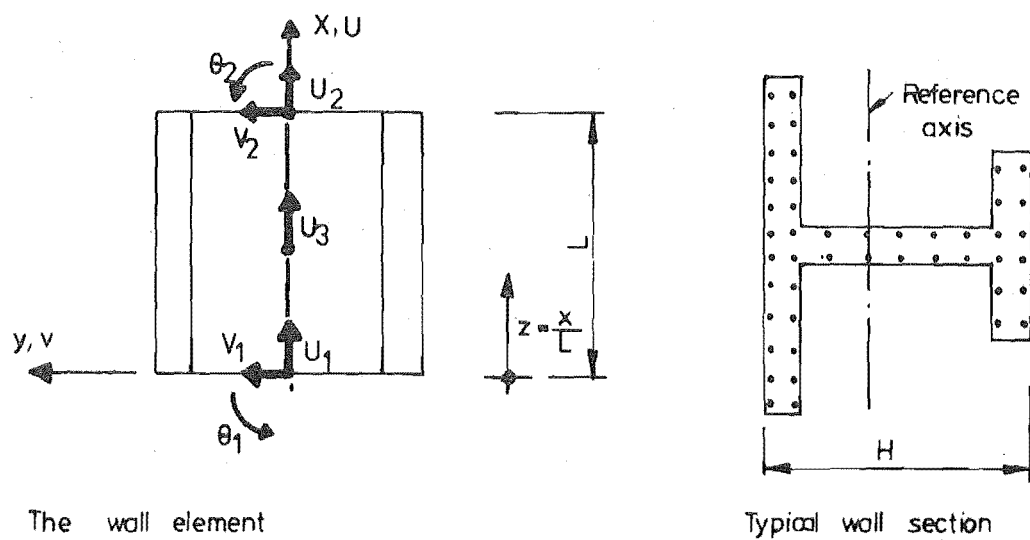 X, U
θ2
U2
V2
U3
L
z = x/L
y, v
V1
U1
θ1
Reference
axis
H
The wall element
Typical wall section